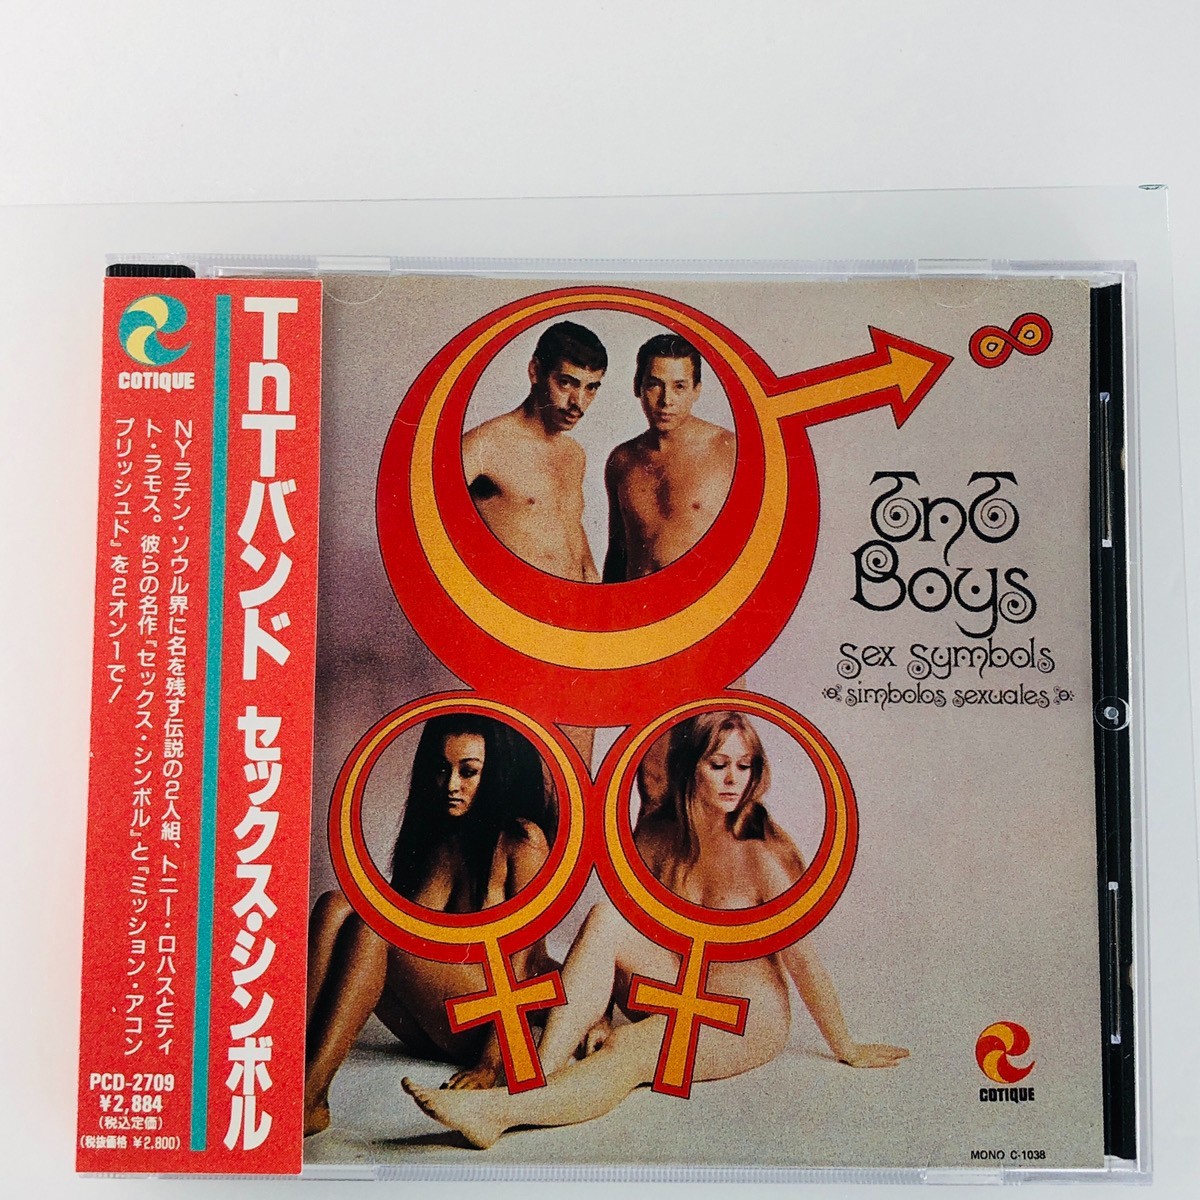 COTIQUE
TnTバンド セックス・シンボル
NYラテン・ソウル界に名を残す伝説の2人組、トニー・ロハスとティ
ト・ラモス。彼らの名作『セックス・シンボル』と『ミッション・アコン
プリッシュド』を2オン1で!
PCD-2709
¥2,884
(税込定価)
(税抜価格 ¥2,800)
TnT
Boys
Sex Symbols
simbolos sexuales
COTIQUE
MONO C-1038